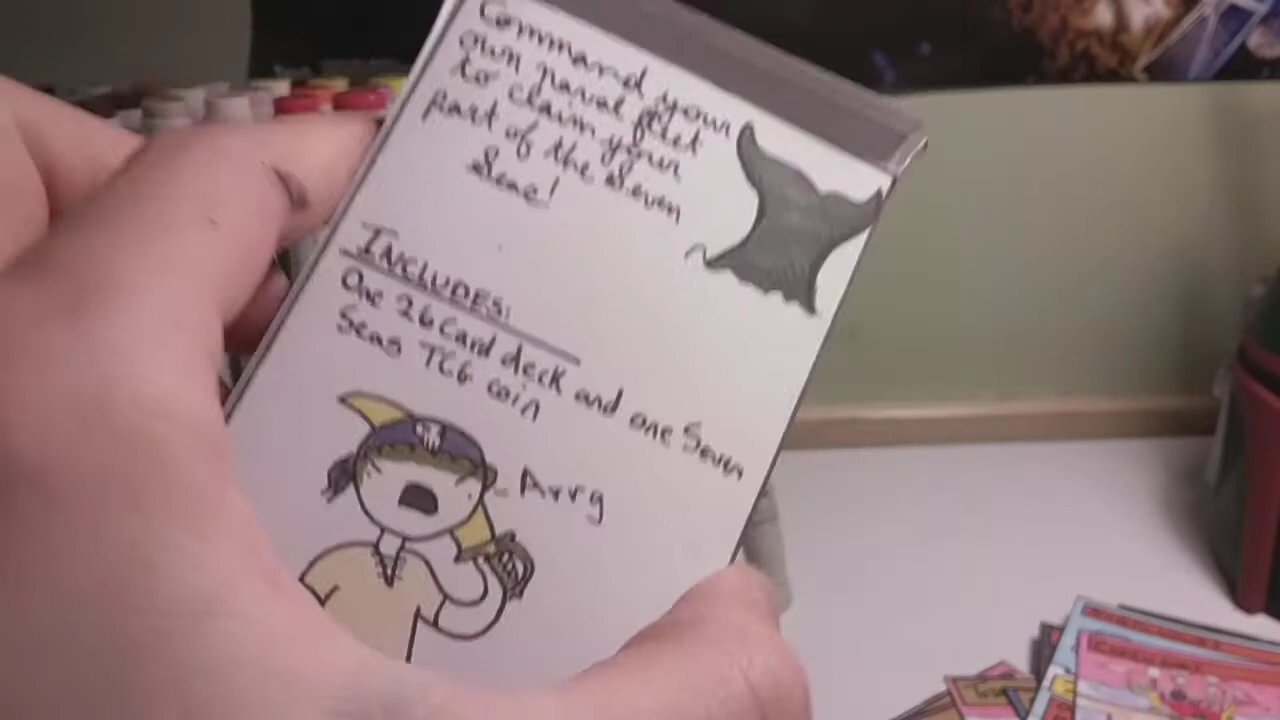 Command your
own naval fleet
to claim your
part of the Seven
Seas!
INCLUDES:
One 26 Card deck and one Seven
Seas TCG coin
Arrg